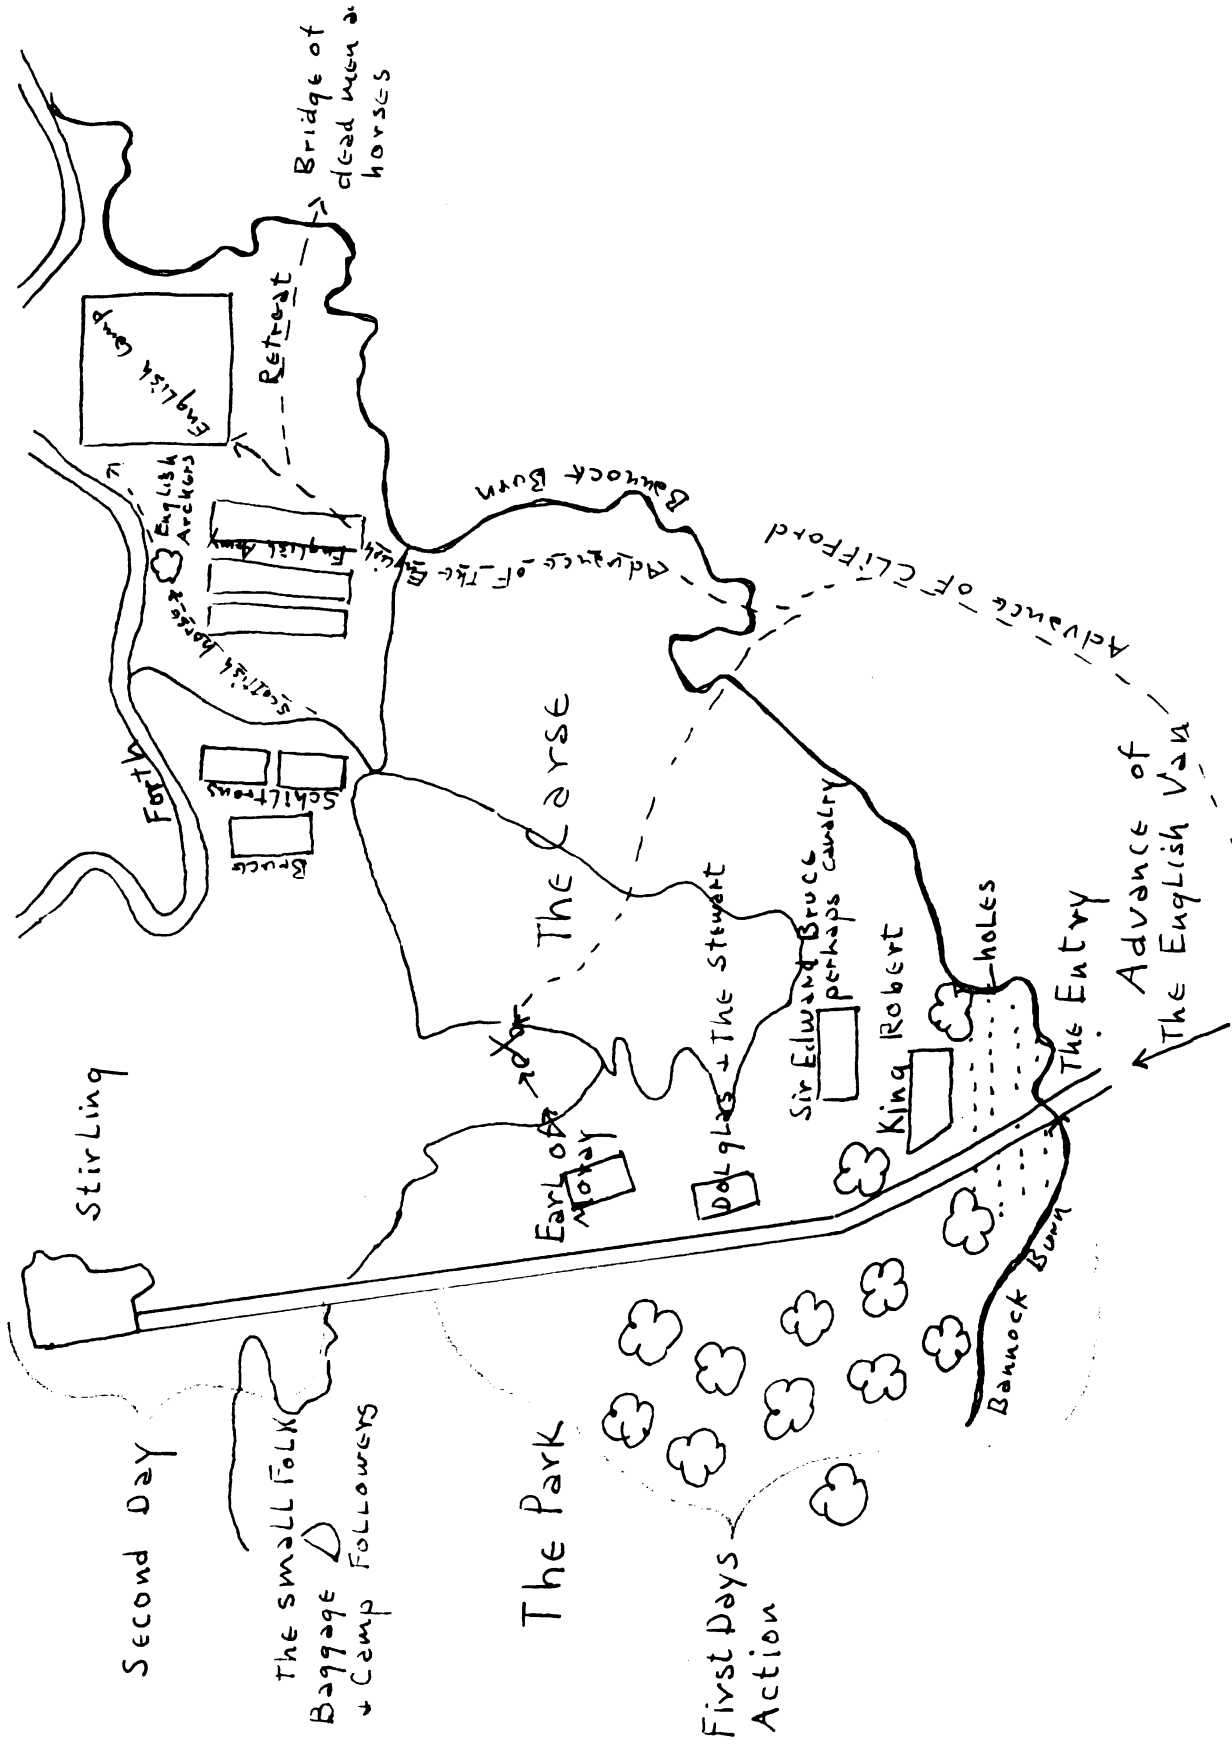 Second Day
Stirling
The small Folk
Baggage
+ Camp Followers
The Park
First Days
Action
Bannock Burn
Earl of
Moray
Douglas + The Stewart
Sir Edward Bruce
perhaps cavalry
King Robert
holes
The Entry
Advance of
The English Van
The Carse
Forth
Bruce
Schiltrons
Scottish horse
English
Archers
English Army
English Camp
Retreat
Bridge of
dead men a
horses
Advance of The English
Bannock Burn
Advance of Clifford